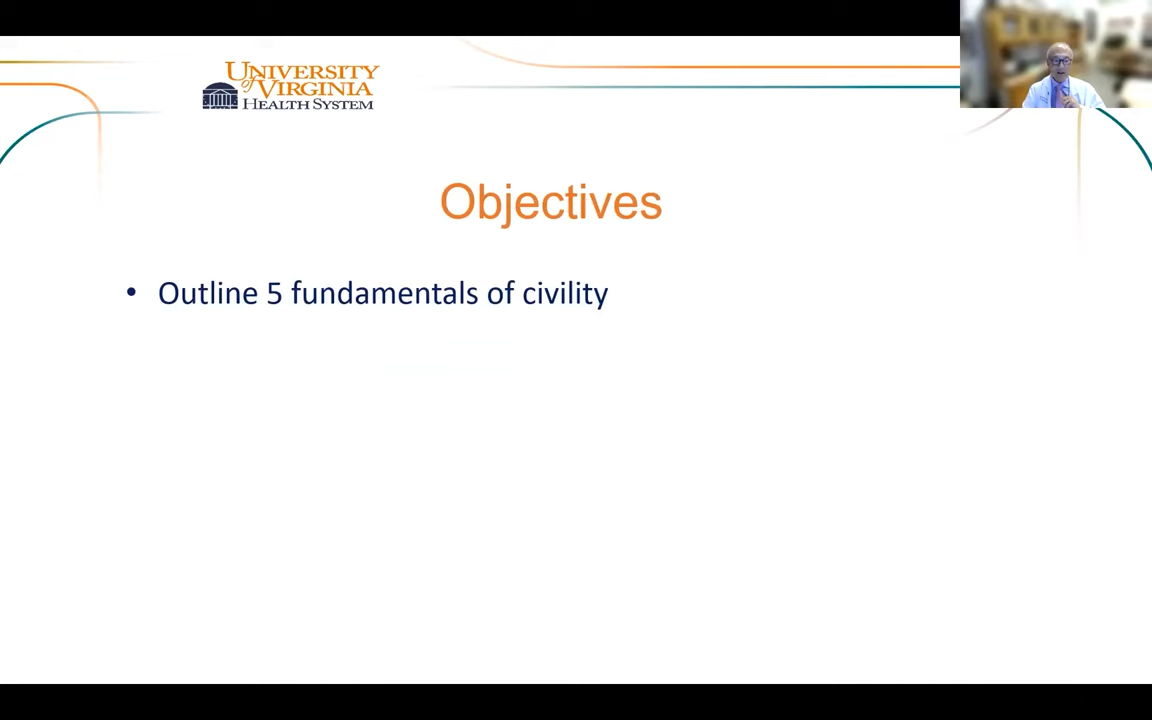 UNIVERSITY
of VIRGINIA
HEALTH SYSTEM
Objectives
• Outline 5 fundamentals of civility